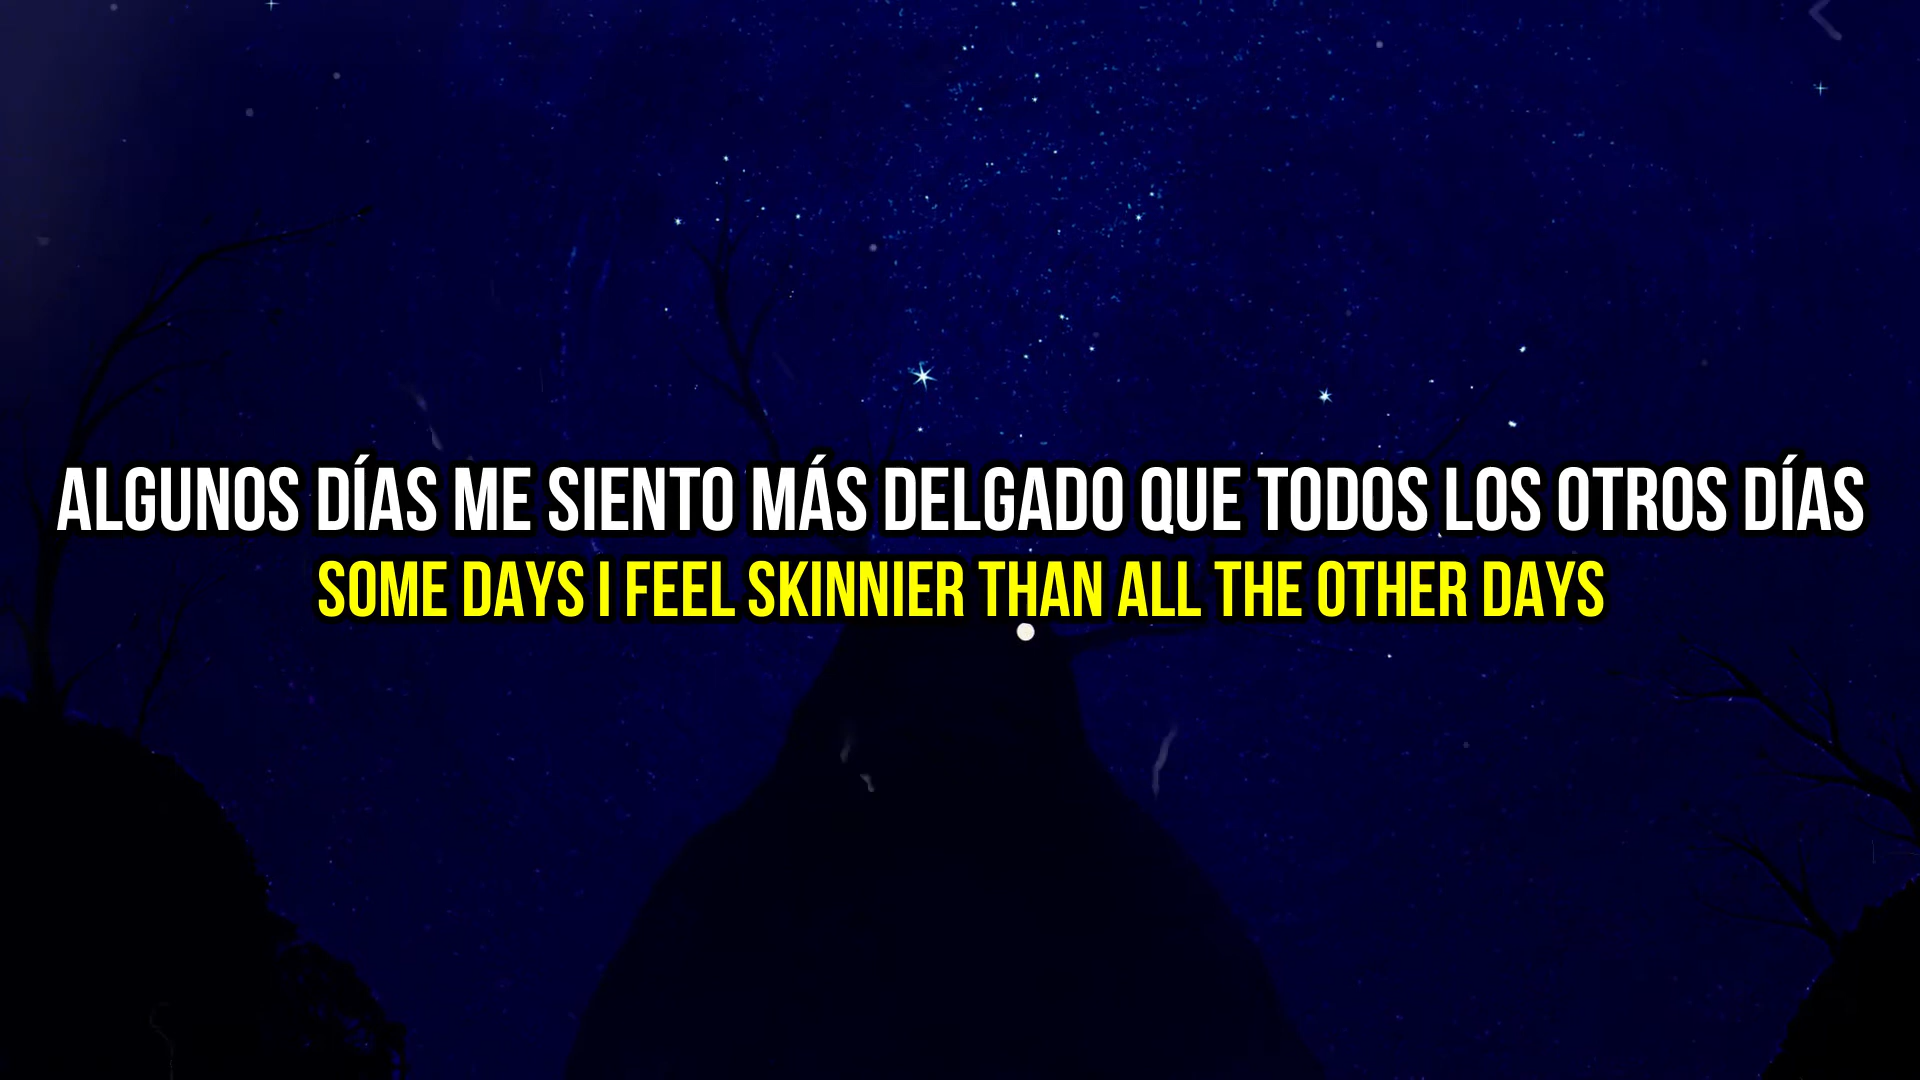 ALGUNOS DÍAS ME SIENTO MÁS DELGADO QUE TODOS LOS OTROS DÍAS
SOME DAYS I FEEL SKINNIER THAN ALL THE OTHER DAYS